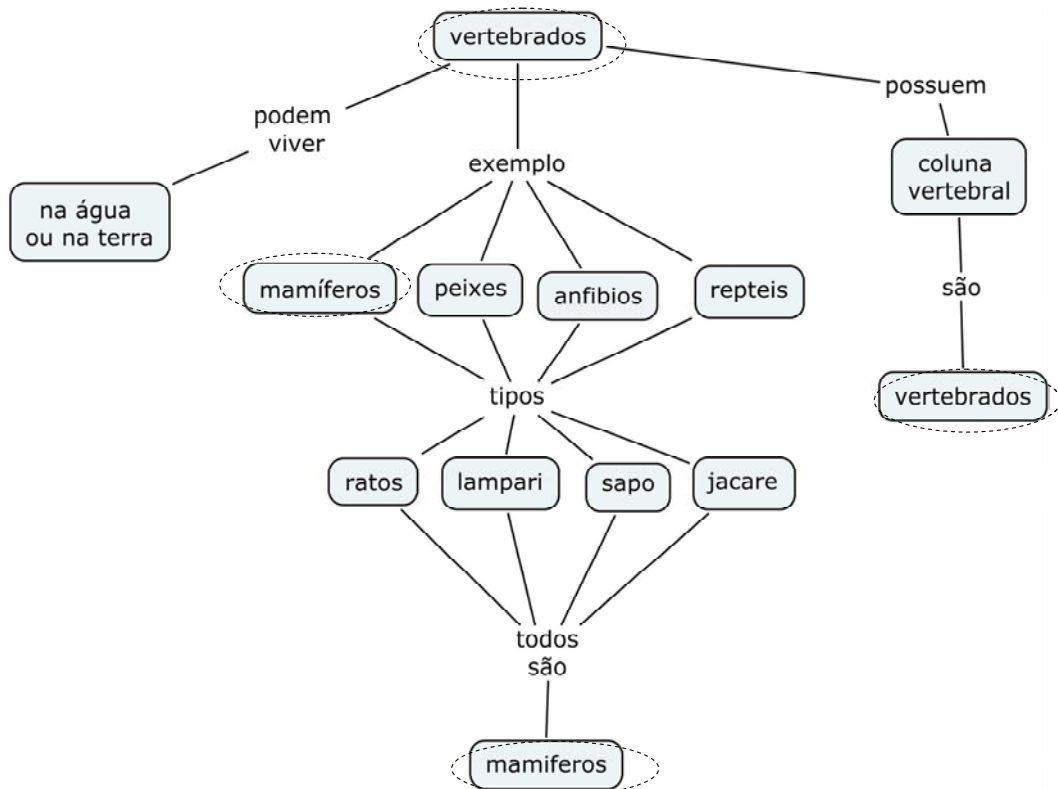 vertebrados
possuem
podem
viver
coluna
vertebral
exemplo
na água
ou na terra
mamíferos
peixes
anfibios
repteis
são
tipos
vertebrados
ratos
lampari
sapo
jacare
todos
são
mamiferos